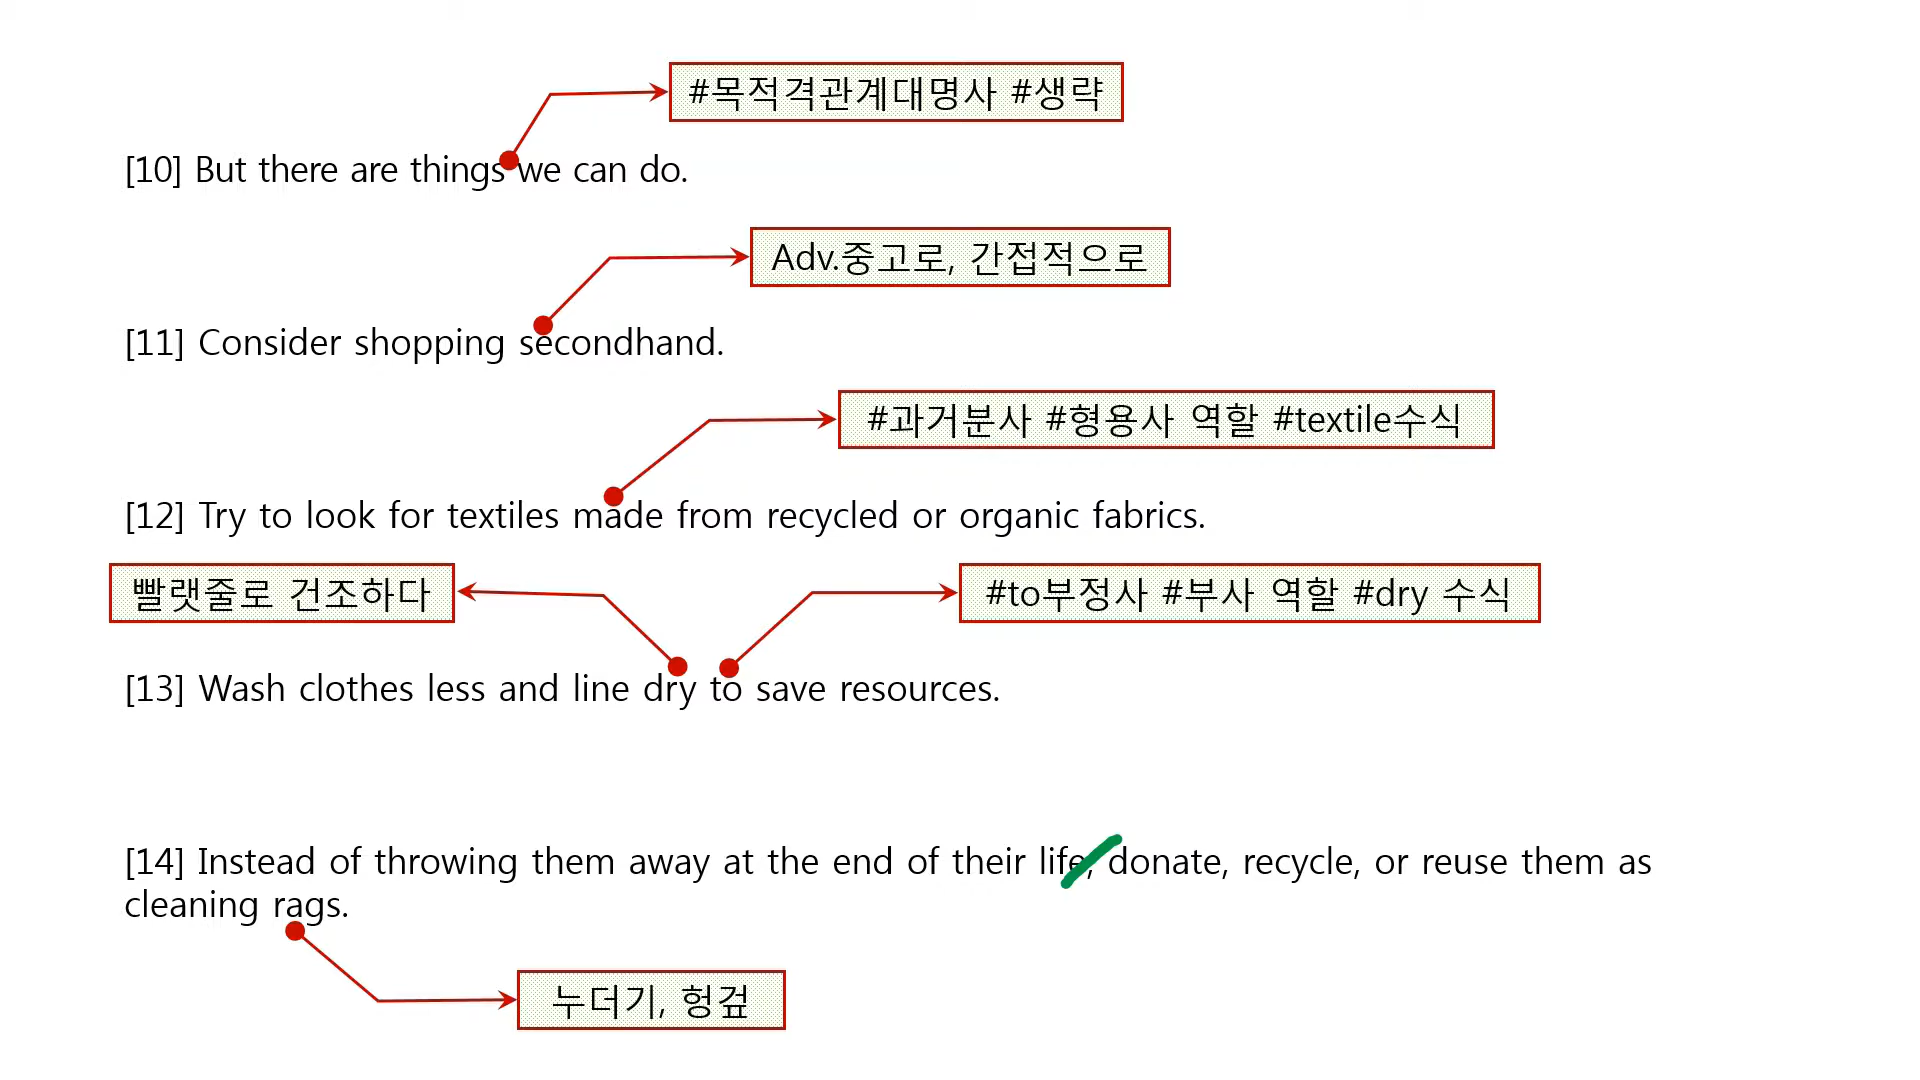 #목적격관계대명사 #생략
[10] But there are things we can do.
Adv.중고로, 간접적으로
[11] Consider shopping secondhand.
#과거분사 #형용사 역할 #textile수식
[12] Try to look for textiles made from recycled or organic fabrics.
빨랫줄로 건조하다
#to부정사 #부사 역할 #dry 수식
[13] Wash clothes less and line dry to save resources.
[14] Instead of throwing them away at the end of their life, donate, recycle, or reuse them as
cleaning rags.
누더기, 헝겊